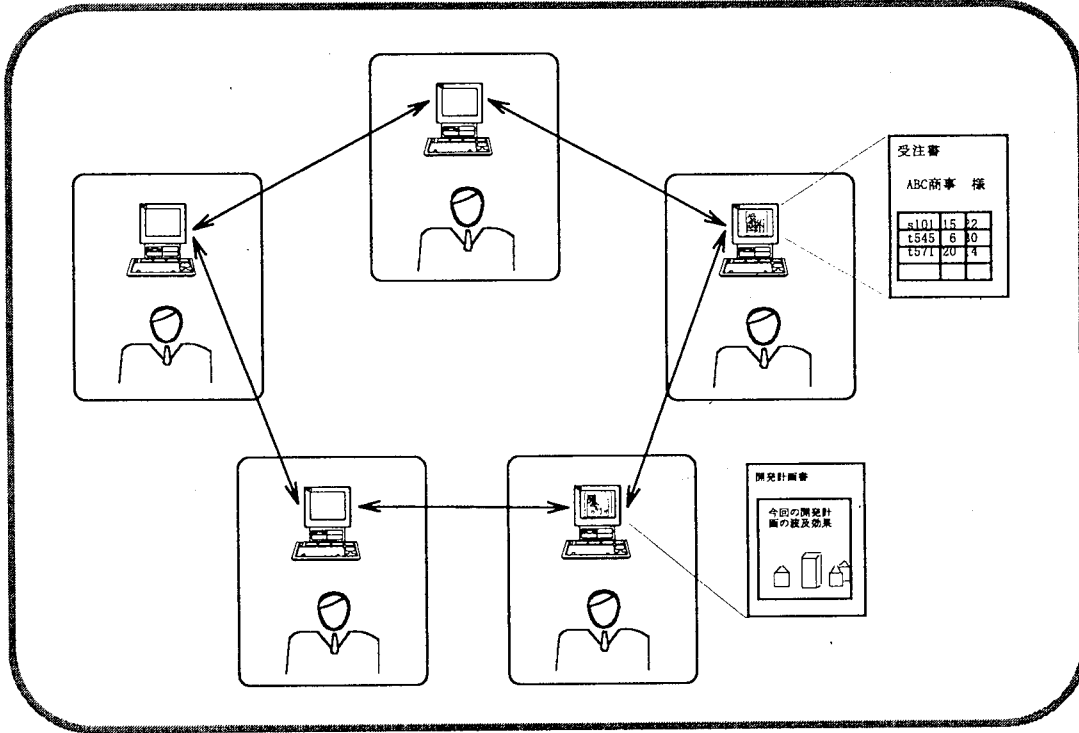 受注書
ABC商事 様
s101 15 22
t545 6 30
t571 20 14
開発計画書
今回の開発計
画の波及効果